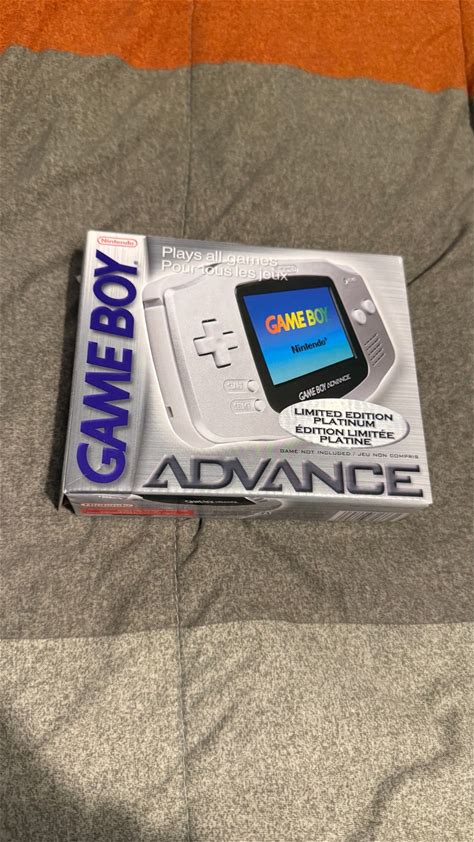 Nintendo
GAME BOY
Plays all games
Pour tous les jeux
GAME BOY
Nintendo®
GAME BOY ADVANCE
LIMITED EDITION
PLATINUM
ÉDITION LIMITÉE
PLATINE
GAME NOT INCLUDED / JEU NON COMPRIS
ADVANCE